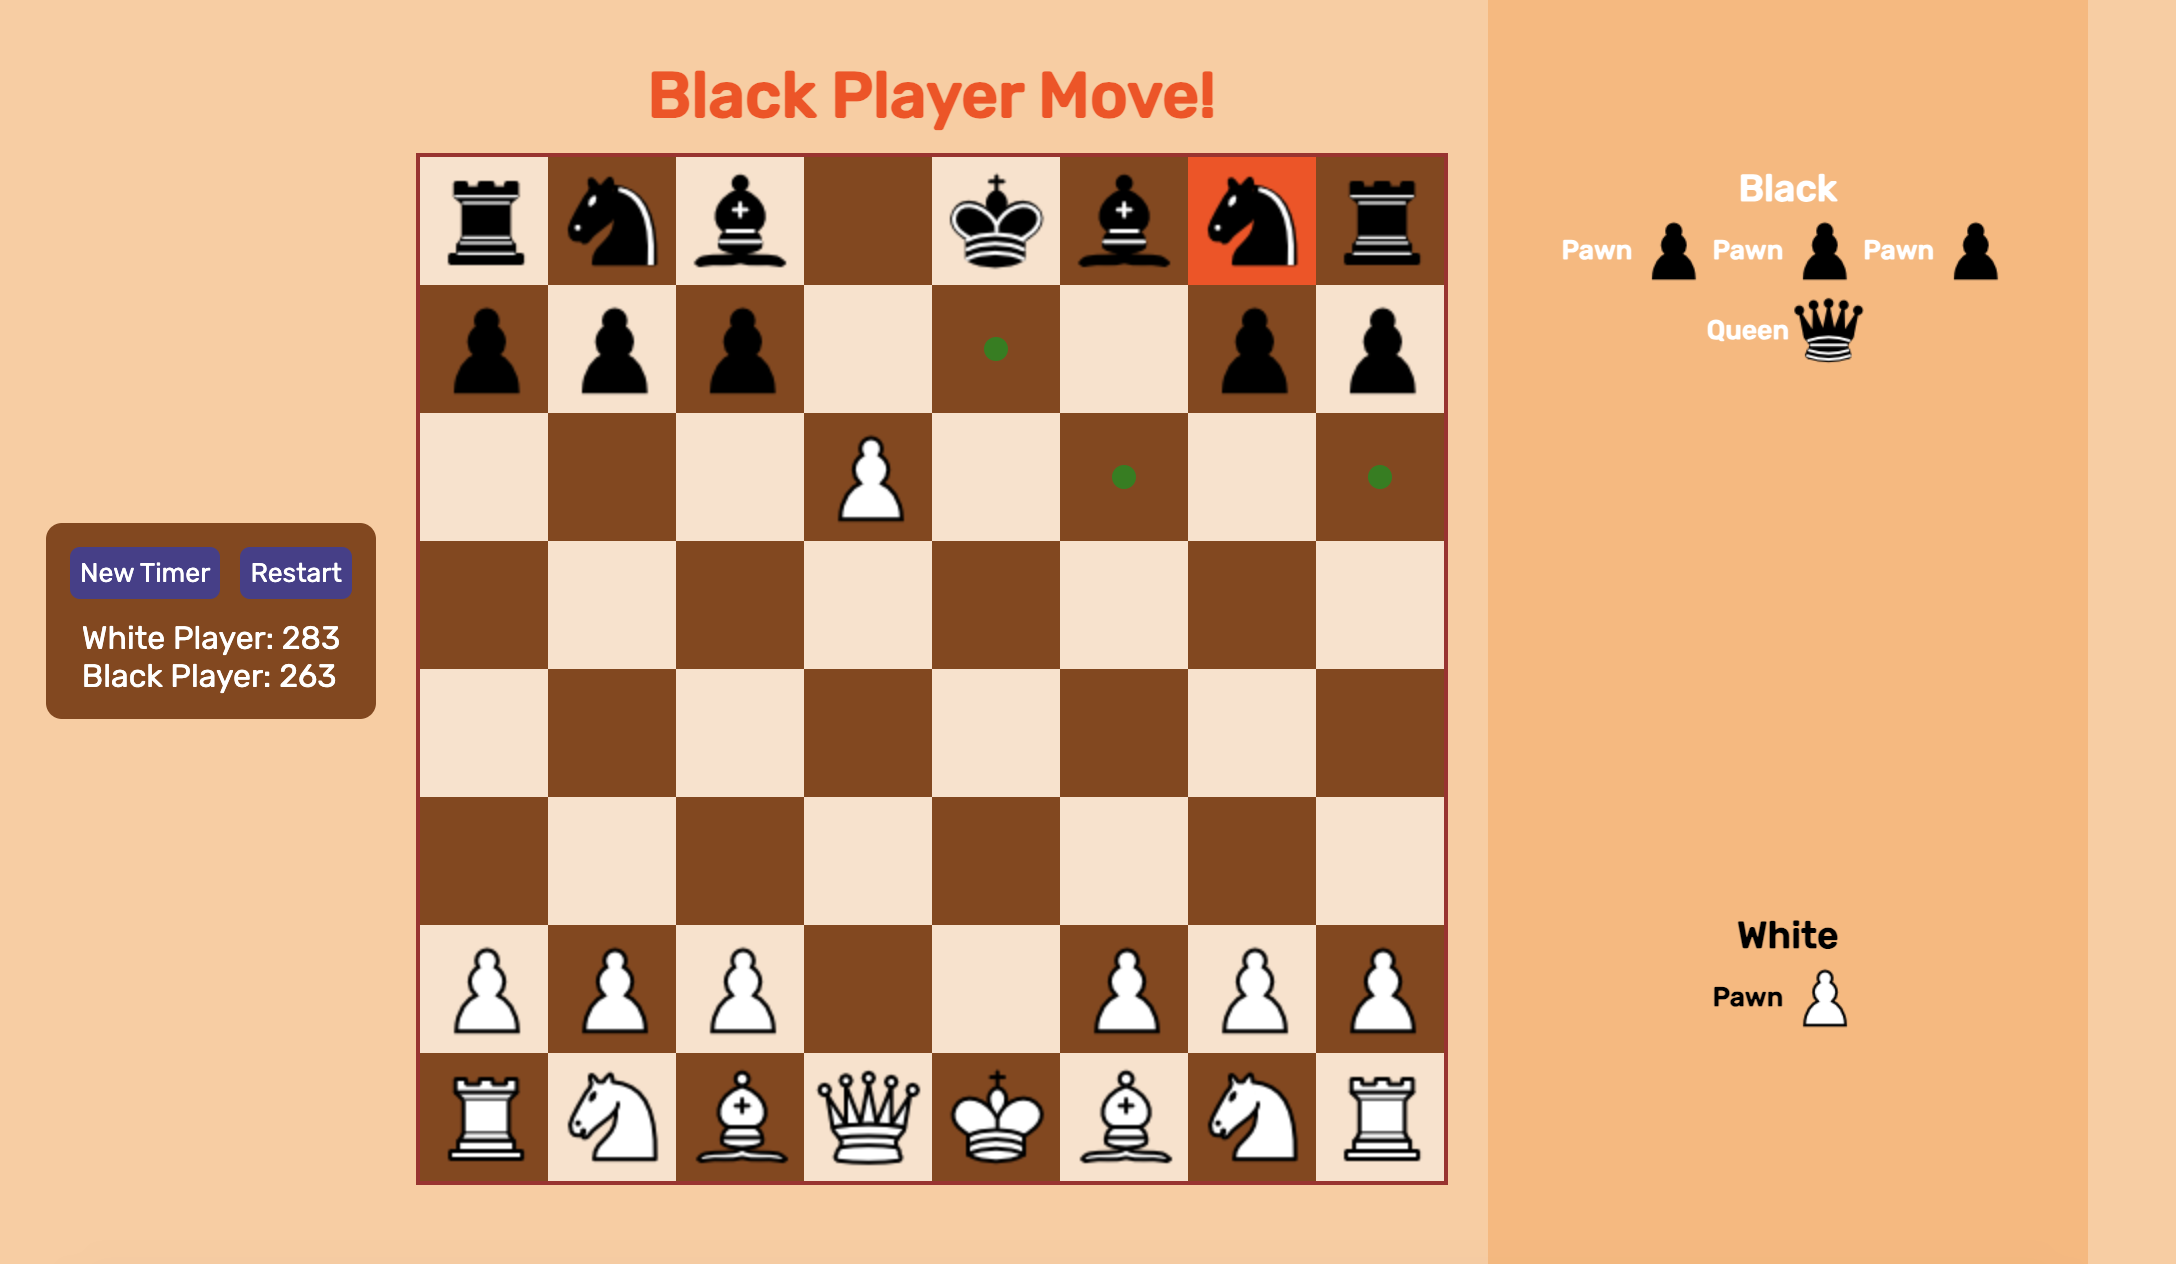 Black Player Move!
New Timer Restart
White Player: 283
Black Player: 263
Black
Pawn Pawn Pawn
Queen
White
Pawn